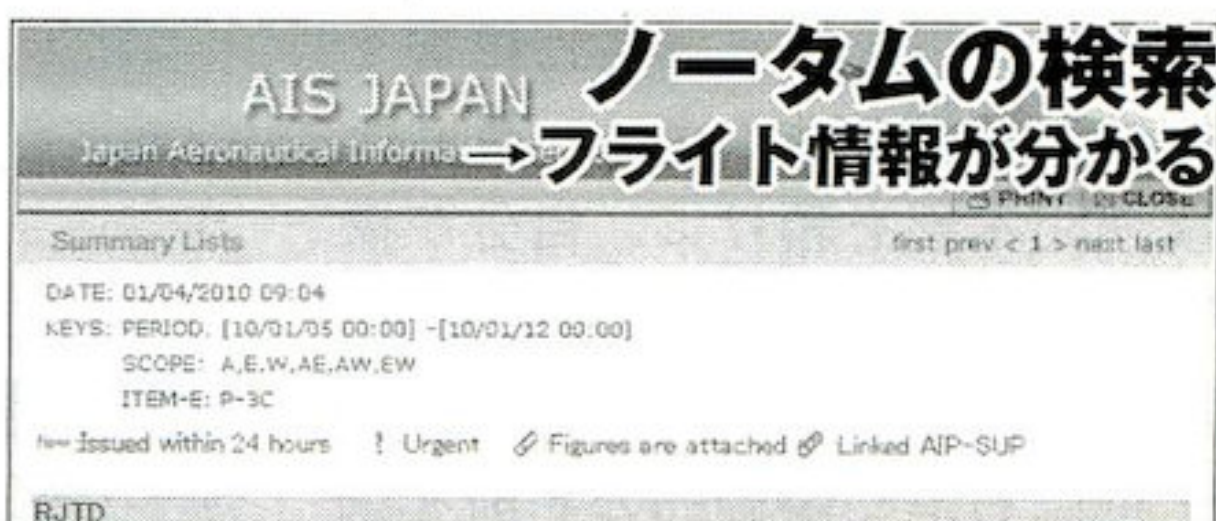 ノータムの検索
AIS JAPAN
→フライト情報が分かる
Japan Aeronautical Informa
PRINT CLOSE
Summary Lists first prev < 1 > next last
DATE: 01/04/2010 09:04
KEYS: PERIOD. [10/01/05 00:00] -[10/01/12 00:00]
SCOPE: A,E,W,AE,AW,EW
ITEM-E: P-3C
New Issued within 24 hours ! Urgent Figures are attached Linked AIP-SUP
RJTD